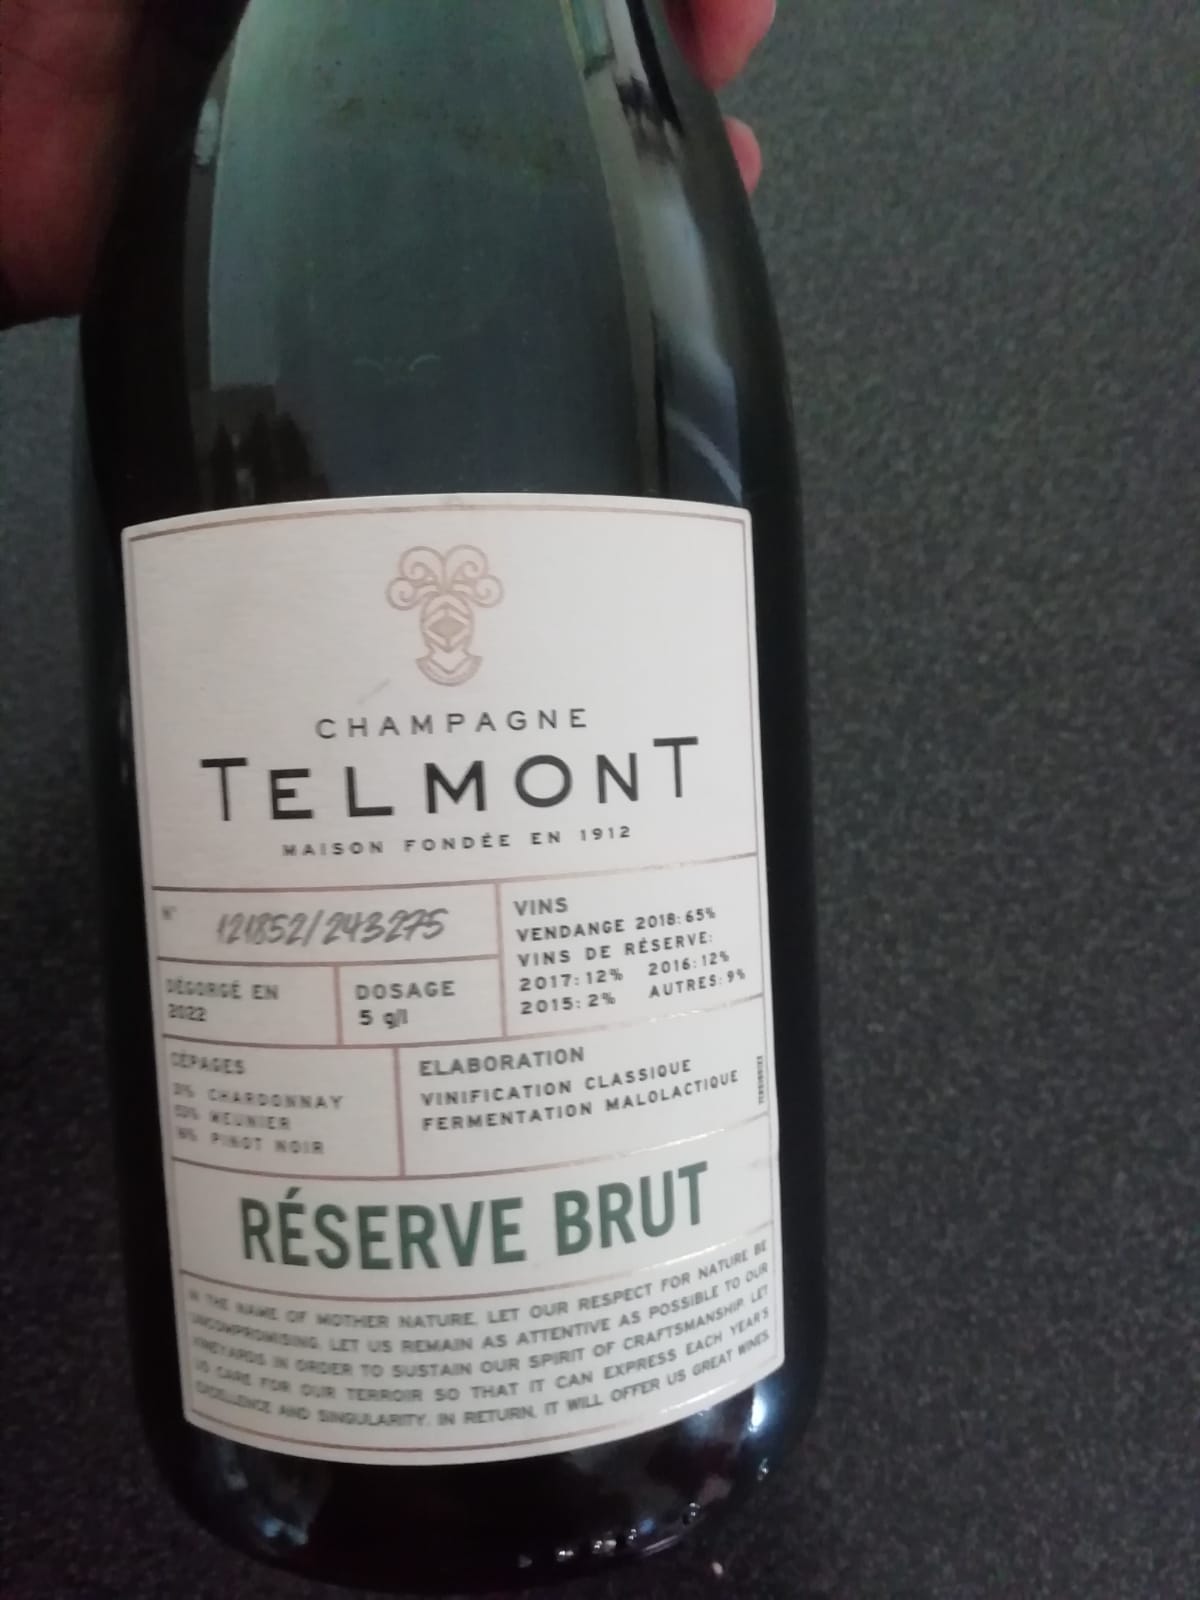 CHAMPAGNE
TELMONT
MAISON FONDÉE EN 1912
N° 121852/243275
DÉGORGÉ EN
2022
DOSAGE
5 g/l
VINS
VENDANGE 2018: 65%
VINS DE RÉSERVE:
2017: 12% 2016: 12%
2015: 2% AUTRES: 9%
CÉPAGES
CHARDONNAY
MEUNIER
PINOT NOIR
ELABORATION
VINIFICATION CLASSIQUE
FERMENTATION MALOLACTIQUE
RÉSERVE BRUT
IN THE NAME OF MOTHER NATURE, LET OUR RESPECT FOR NATURE BE
UNCOMPROMISING. LET US REMAIN AS ATTENTIVE AS POSSIBLE TO OUR
VINEYARDS IN ORDER TO SUSTAIN OUR SPIRIT OF CRAFTSMANSHIP. LET
US CARE FOR OUR TERROIR SO THAT IT CAN EXPRESS EACH YEAR'S
EXCELLENCE AND SINGULARITY. IN RETURN, IT WILL OFFER US GREAT WINES.